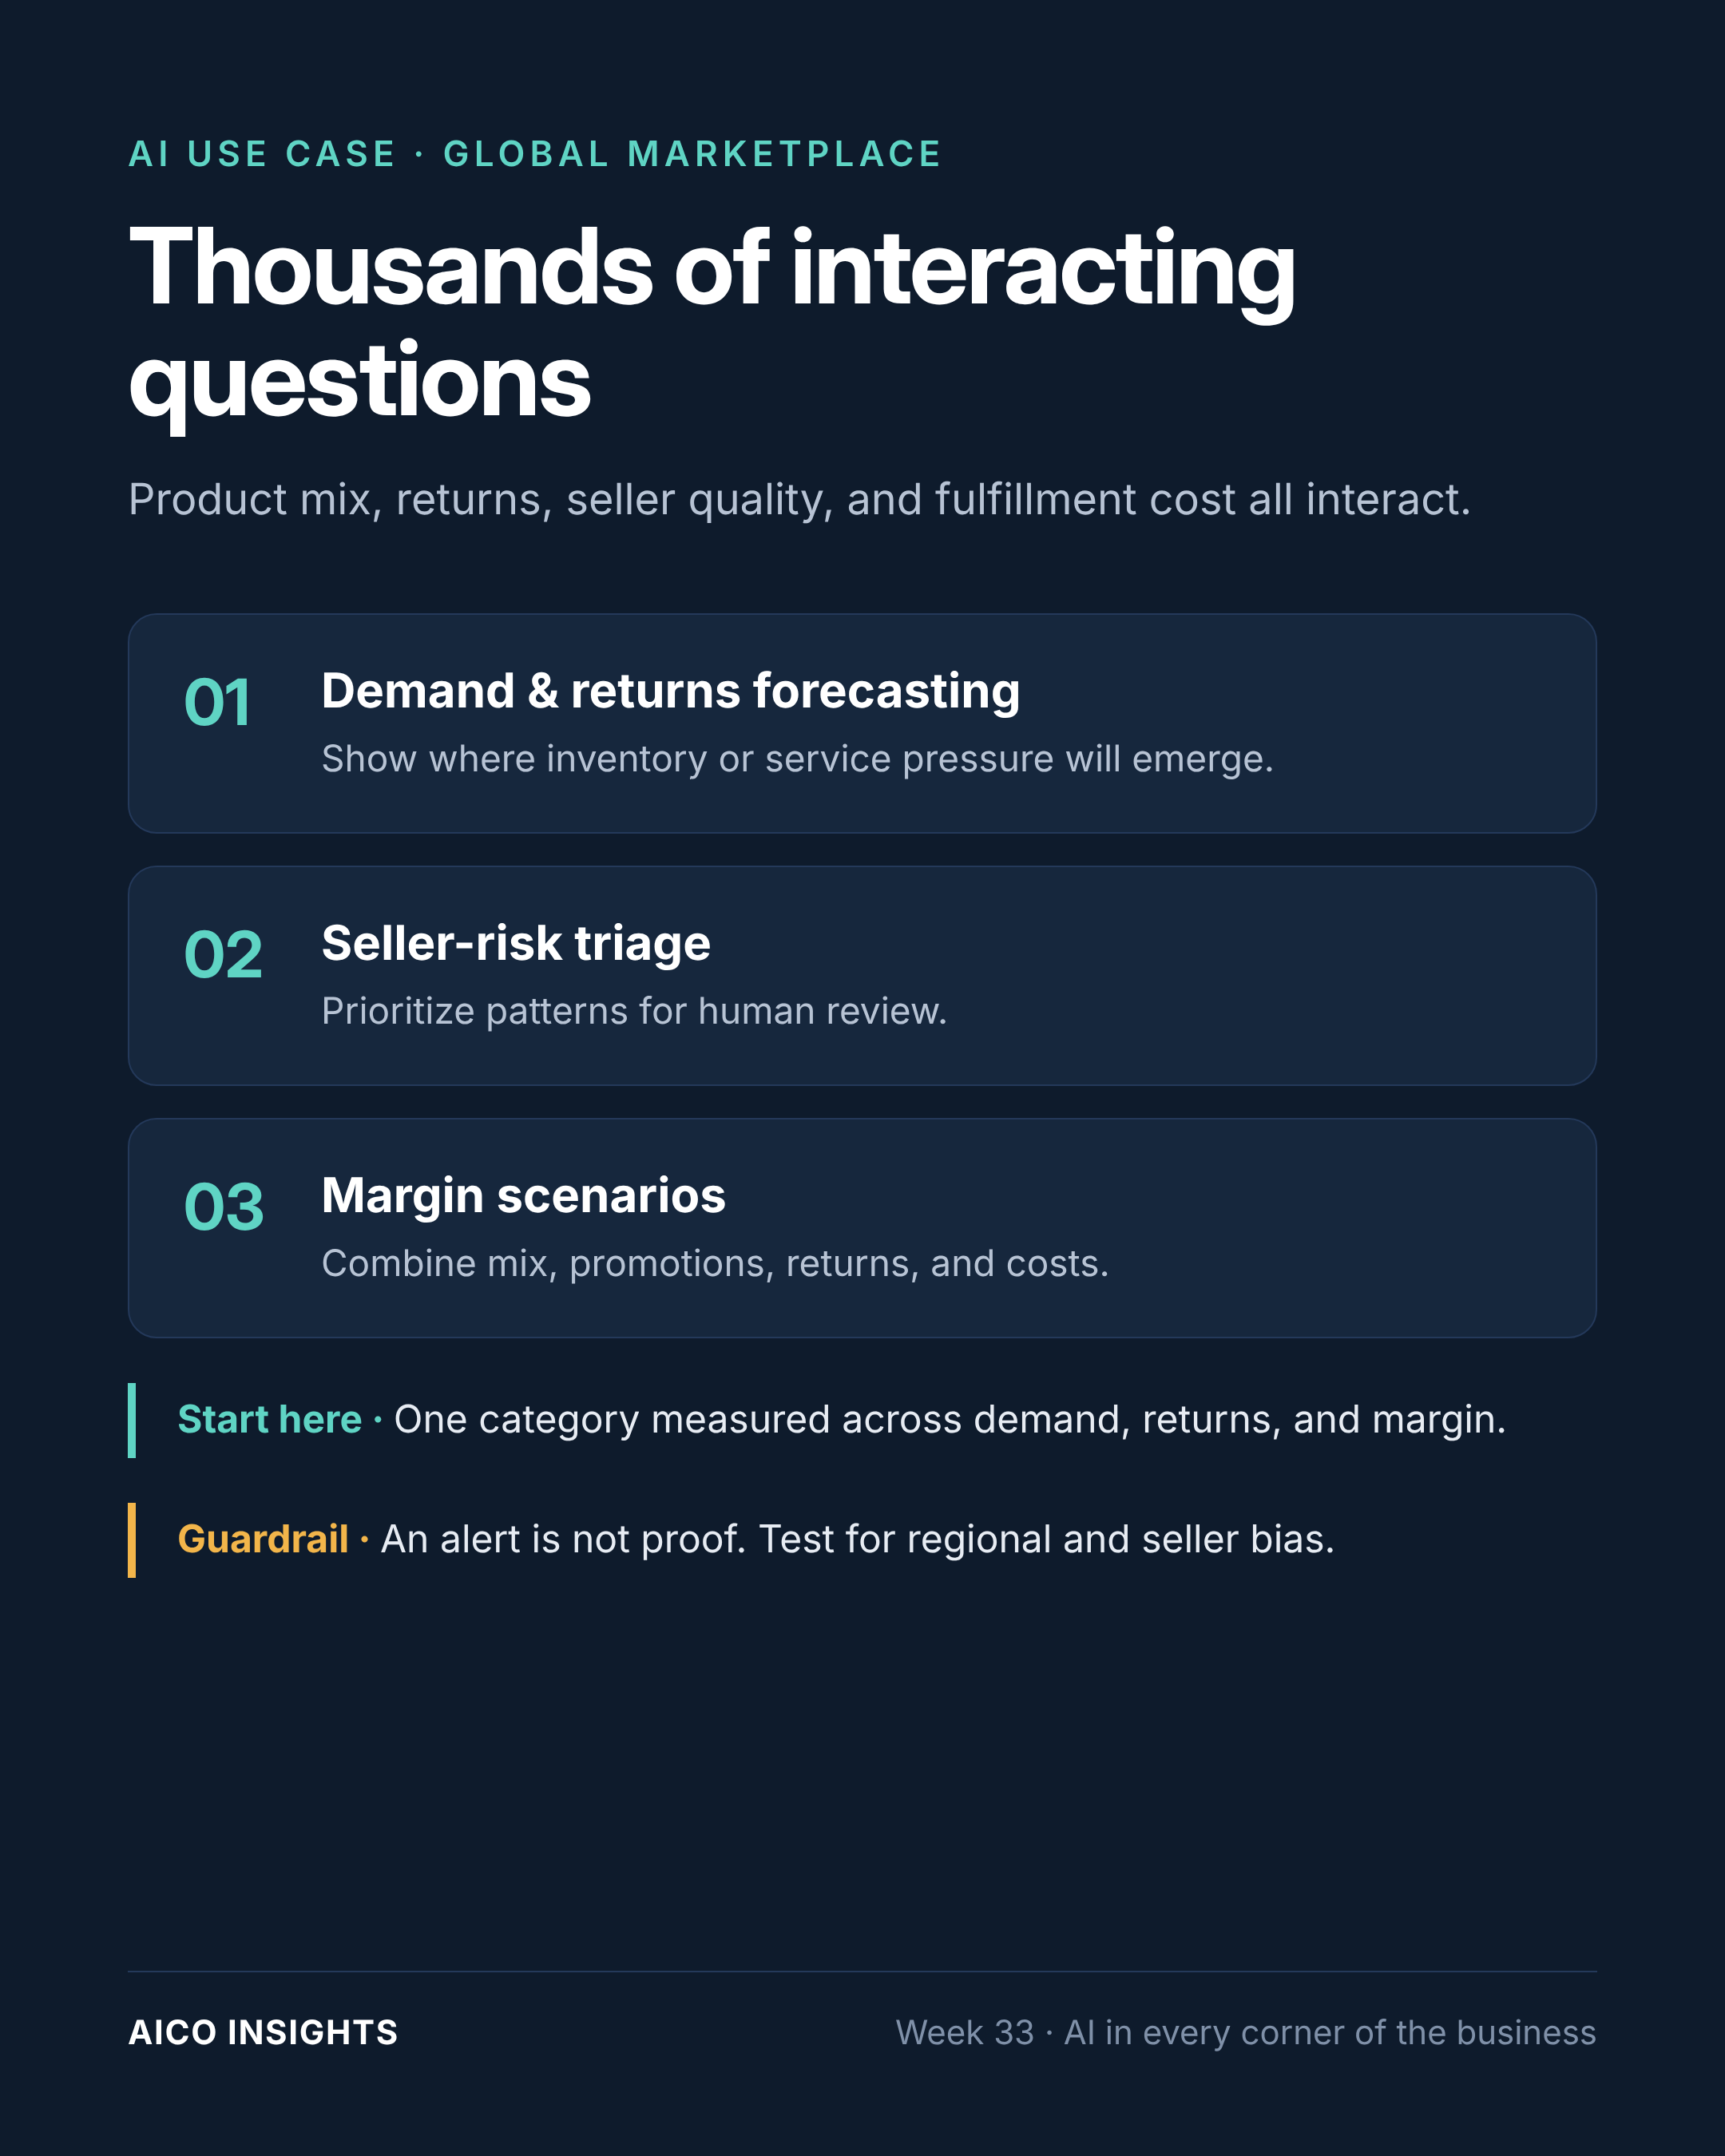 AI USE CASE · GLOBAL MARKETPLACE
Thousands of interacting
questions
Product mix, returns, seller quality, and fulfillment cost all interact.
01
Demand & returns forecasting
Show where inventory or service pressure will emerge.
02
Seller-risk triage
Prioritize patterns for human review.
03
Margin scenarios
Combine mix, promotions, returns, and costs.
Start here · One category measured across demand, returns, and margin.
Guardrail · An alert is not proof. Test for regional and seller bias.
AICO INSIGHTS
Week 33 · AI in every corner of the business